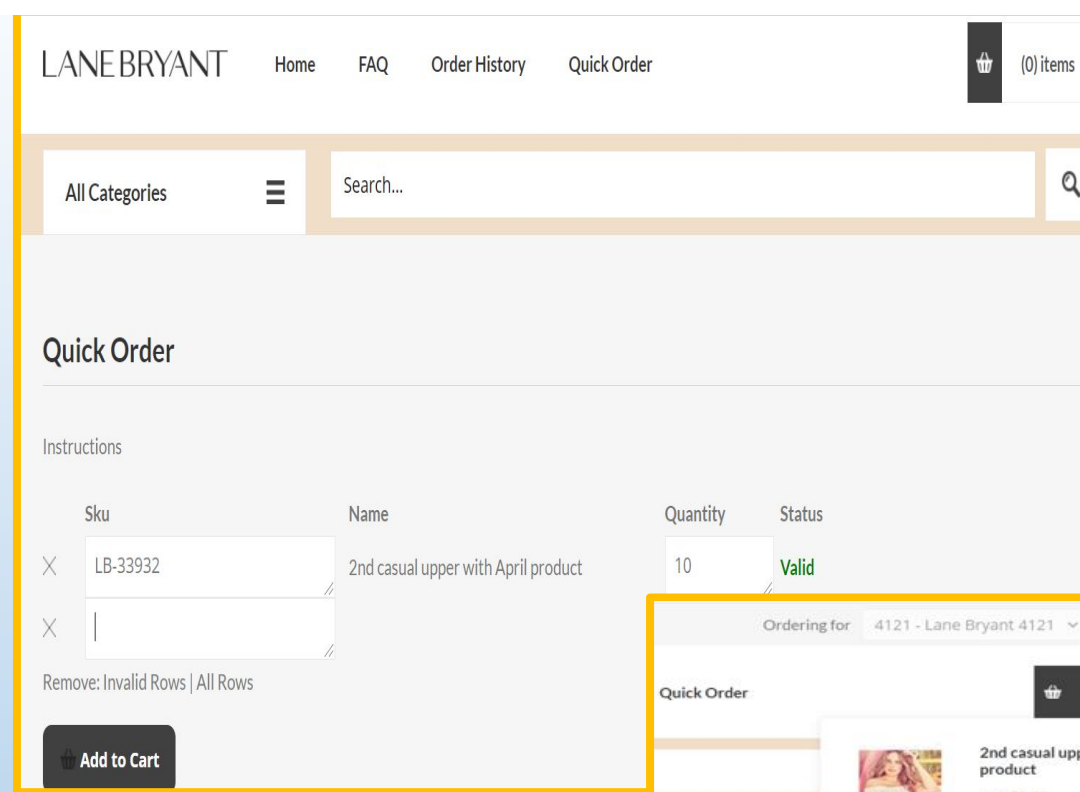 LANE BRYANT Home FAQ Order History Quick Order (0) items
All Categories Search...
Quick Order
Instructions
Sku Name Quantity Status
LB-33932 2nd casual upper with April product 10 Valid
Remove: Invalid Rows | All Rows
Add to Cart
Ordering for 4121 - Lane Bryant 4121
Quick Order
2nd casual upp
product